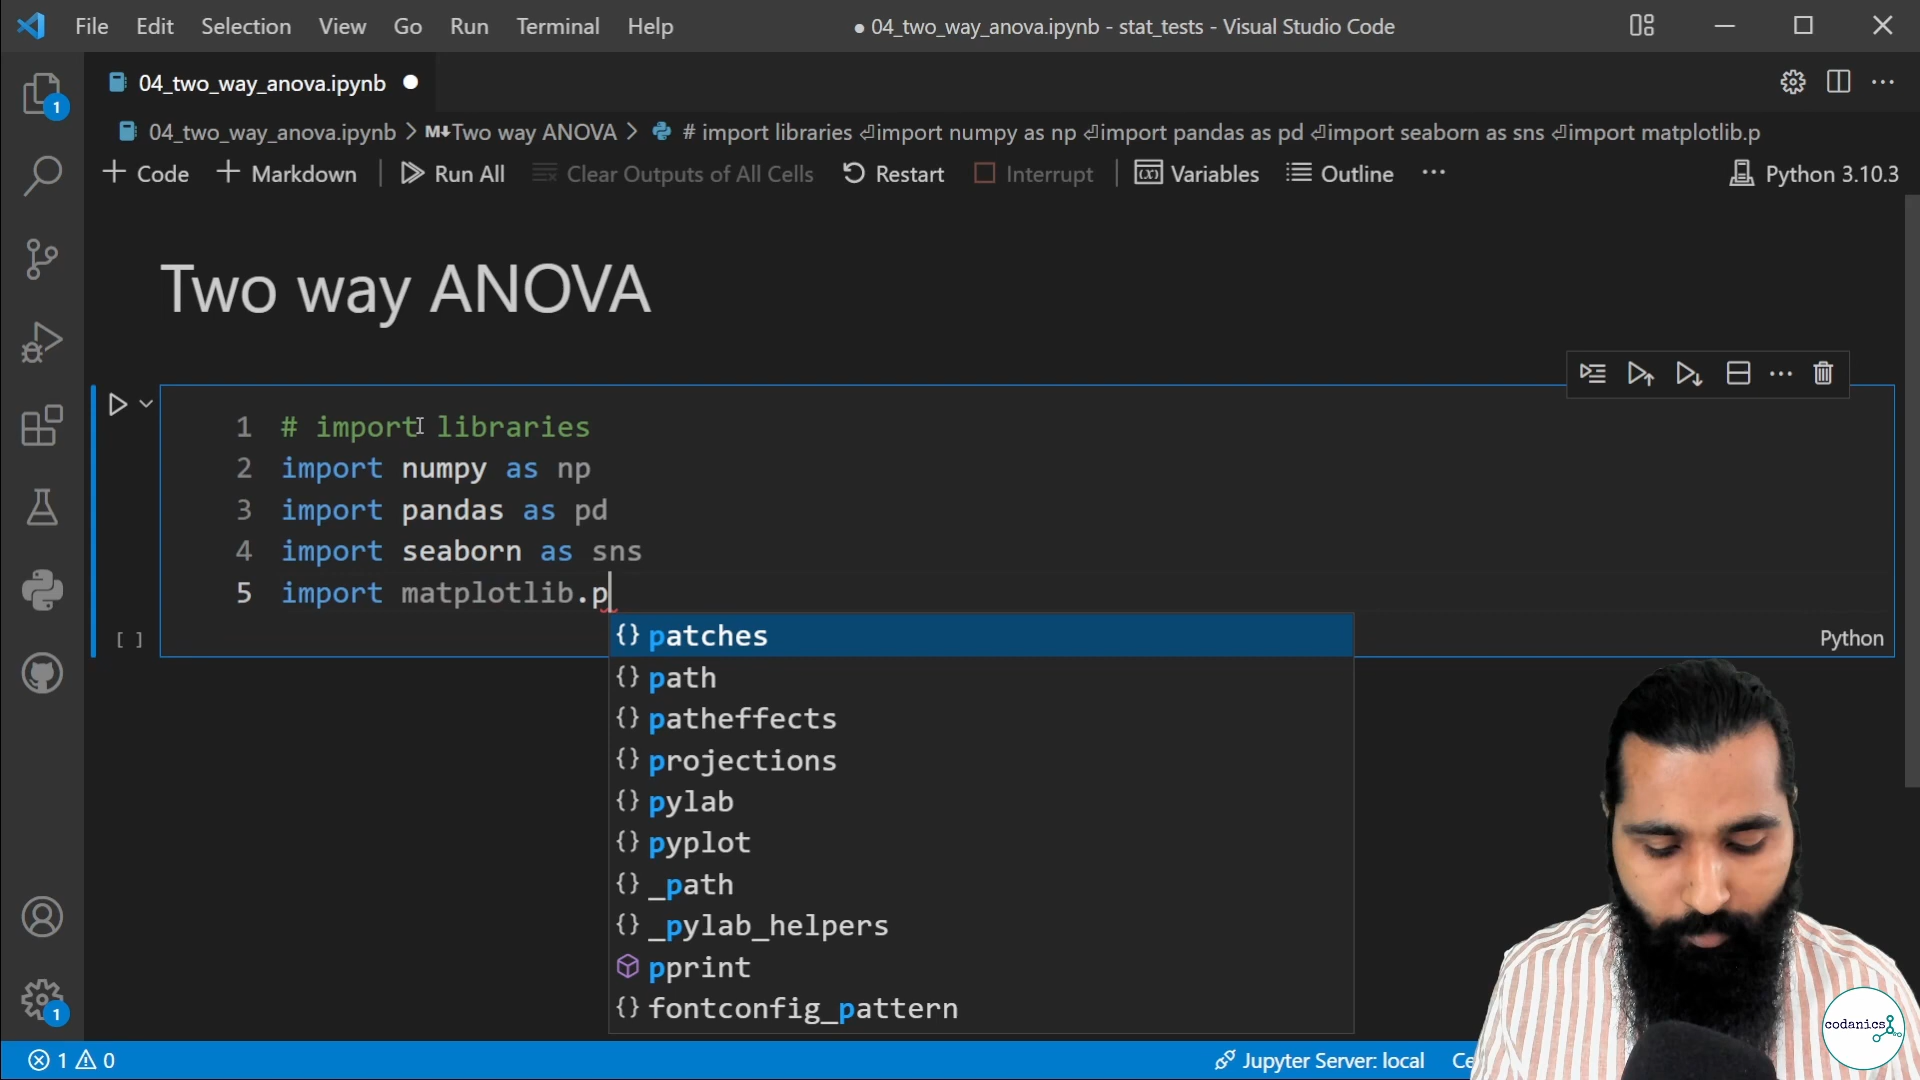 File Edit Selection View Go Run Terminal Help ● 04_two_way_anova.ipynb - stat_tests - Visual Studio Code
04_two_way_anova.ipynb
1
04_two_way_anova.ipynb > M↓Two way ANOVA > # import libraries ⏎import numpy as np ⏎import pandas as pd ⏎import seaborn as sns ⏎import matplotlib.p
+ Code + Markdown Run All Clear Outputs of All Cells Restart Interrupt (x) Variables Outline ... Python 3.10.3
Two way ANOVA
1 # import libraries
2 import numpy as np
3 import pandas as pd
4 import seaborn as sns
5 import matplotlib.p
[ ]
Python
{} patches
{} path
{} patheffects
{} projections
{} pylab
{} pyplot
{} _path
{} _pylab_helpers
pprint
{} fontconfig_pattern
1
codanics
1 0 Jupyter Server: local Ce